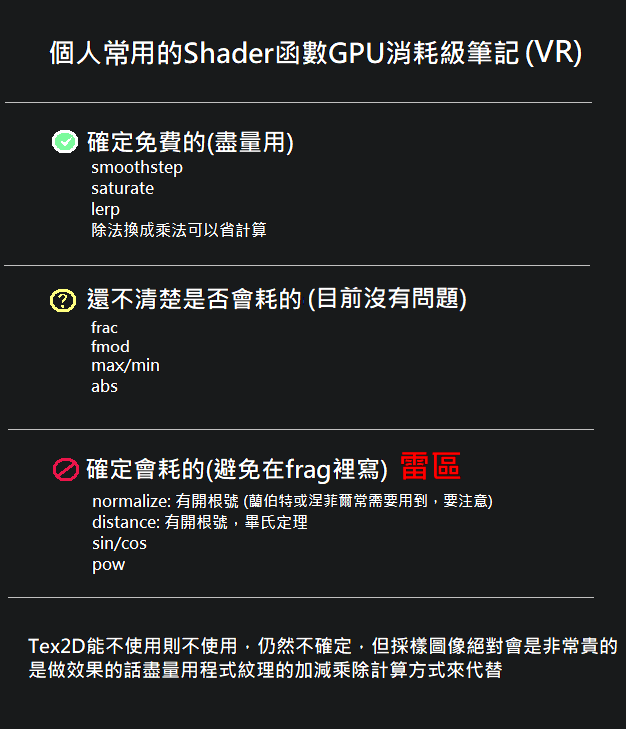 個人常用的Shader函數GPU消耗級筆記(VR)
確定免費的(盡量用)
smoothstep
saturate
lerp
除法換成乘法可以省計算
還不清楚是否會耗的 (目前沒有問題)
frac
fmod
max/min
abs
確定會耗的(避免在frag裡寫) 雷區
normalize: 有開根號 (蘭伯特或涅菲爾常需要用到，要注意)
distance: 有開根號，畢氏定理
sin/cos
pow
Tex2D能不使用則不使用，仍然不確定，但採樣圖像絕對會是非常貴的
是做效果的話盡量用程式紋理的加減乘除計算方式來代替